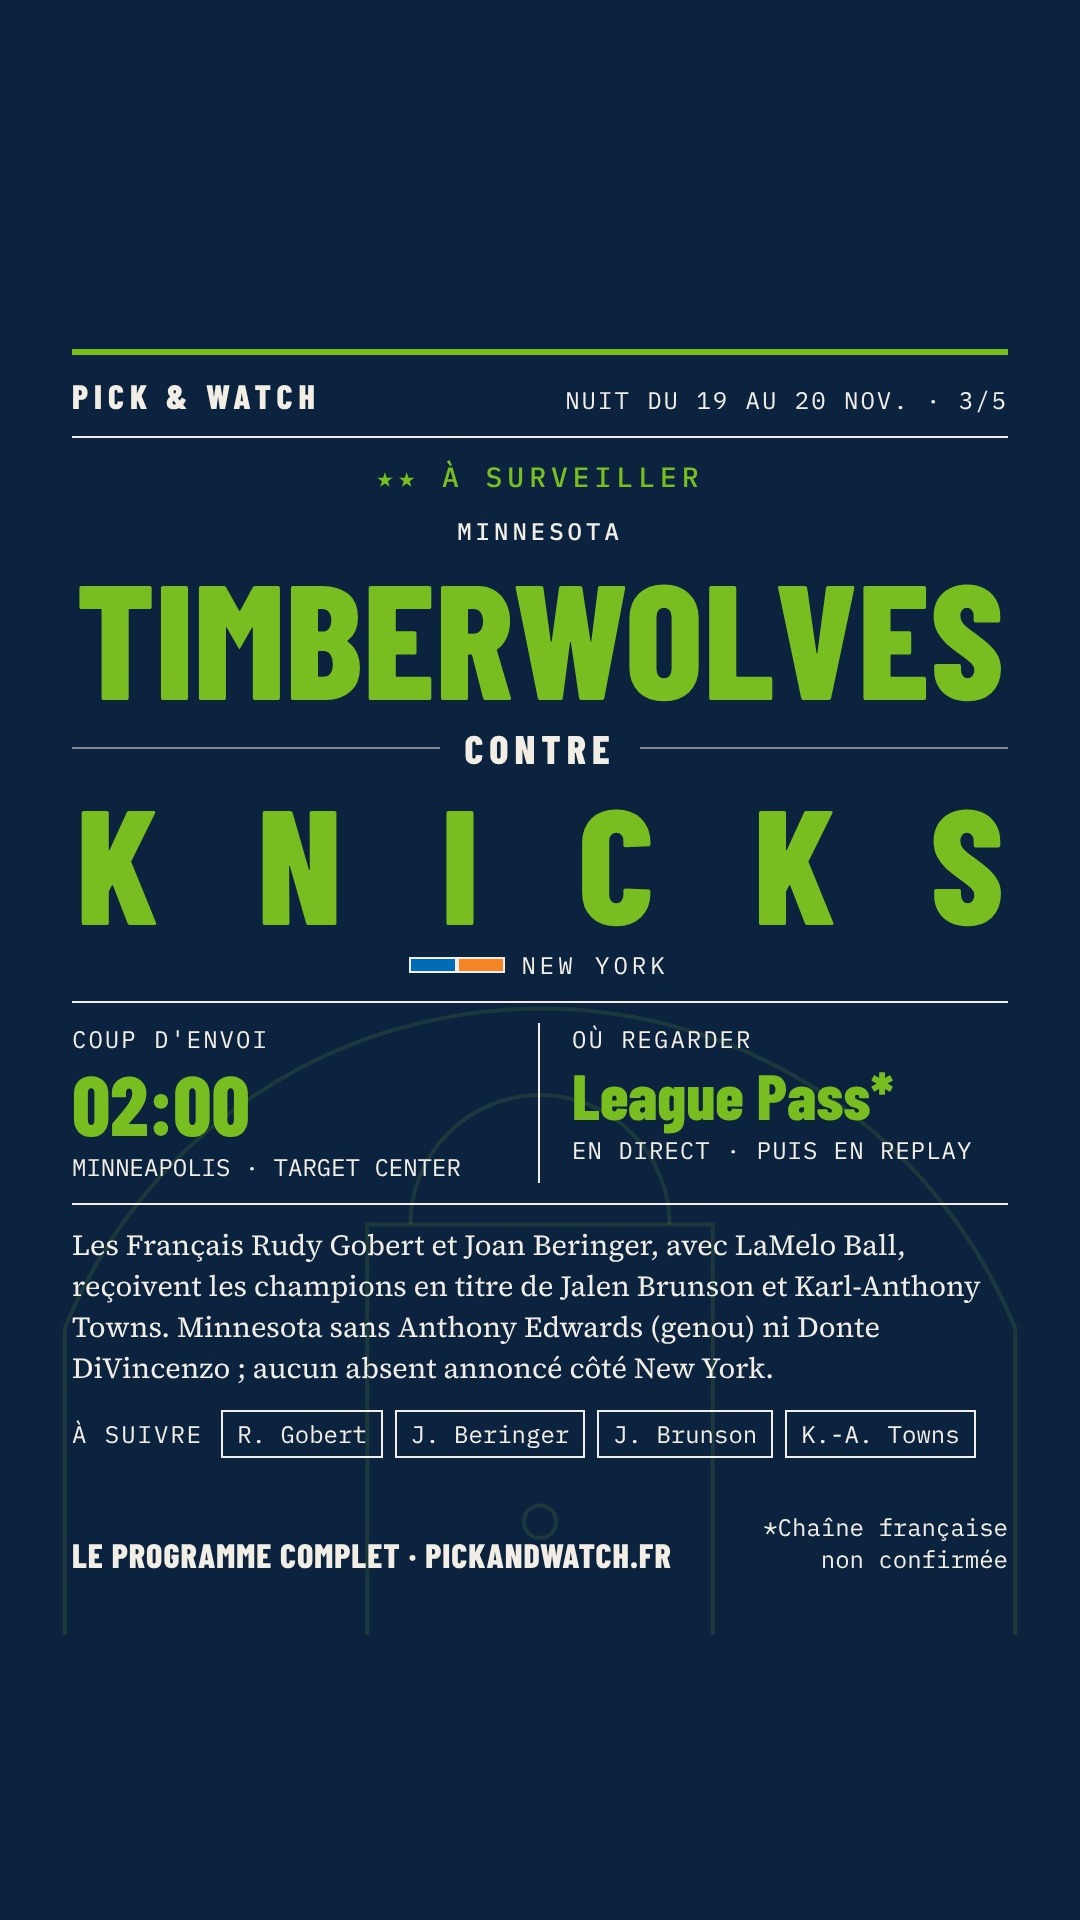 PICK & WATCH
NUIT DU 19 AU 20 NOV. · 3/5
★★ À SURVEILLER
MINNESOTA
TIMBERWOLVES
CONTRE
KNICKS
NEW YORK
COUP D'ENVOI
02:00
MINNEAPOLIS · TARGET CENTER
OÙ REGARDER
League Pass*
EN DIRECT · PUIS EN REPLAY
Les Français Rudy Gobert et Joan Beringer, avec LaMelo Ball,
reçoivent les champions en titre de Jalen Brunson et Karl-Anthony
Towns. Minnesota sans Anthony Edwards (genou) ni Donte
DiVincenzo ; aucun absent annoncé côté New York.
À SUIVRE R. Gobert J. Beringer J. Brunson K.-A. Towns
LE PROGRAMME COMPLET · PICKANDWATCH.FR
*Chaîne française
non confirmée